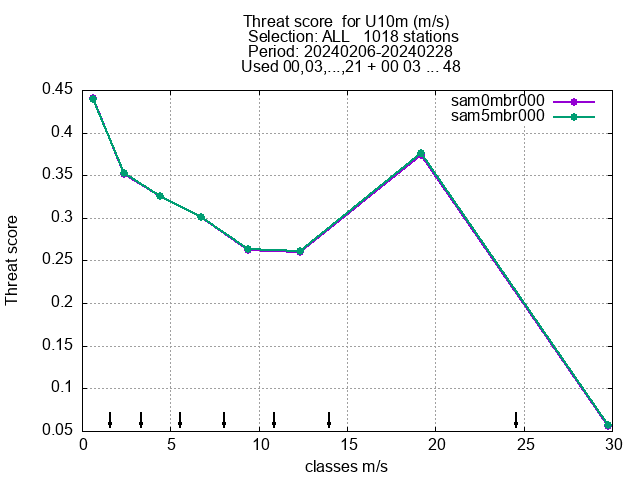 Threat score  for U10m (m/s)
Selection: ALL   1018 stations
Period: 20240206-20240228
Used 00,03,...,21 + 00 03 ... 48
sam0mbr000
sam5mbr000
0.45
0.4
0.35
0.3
0.25
0.2
0.15
0.1
0.05
Threat score
0 5 10 15 20 25 30
classes m/s